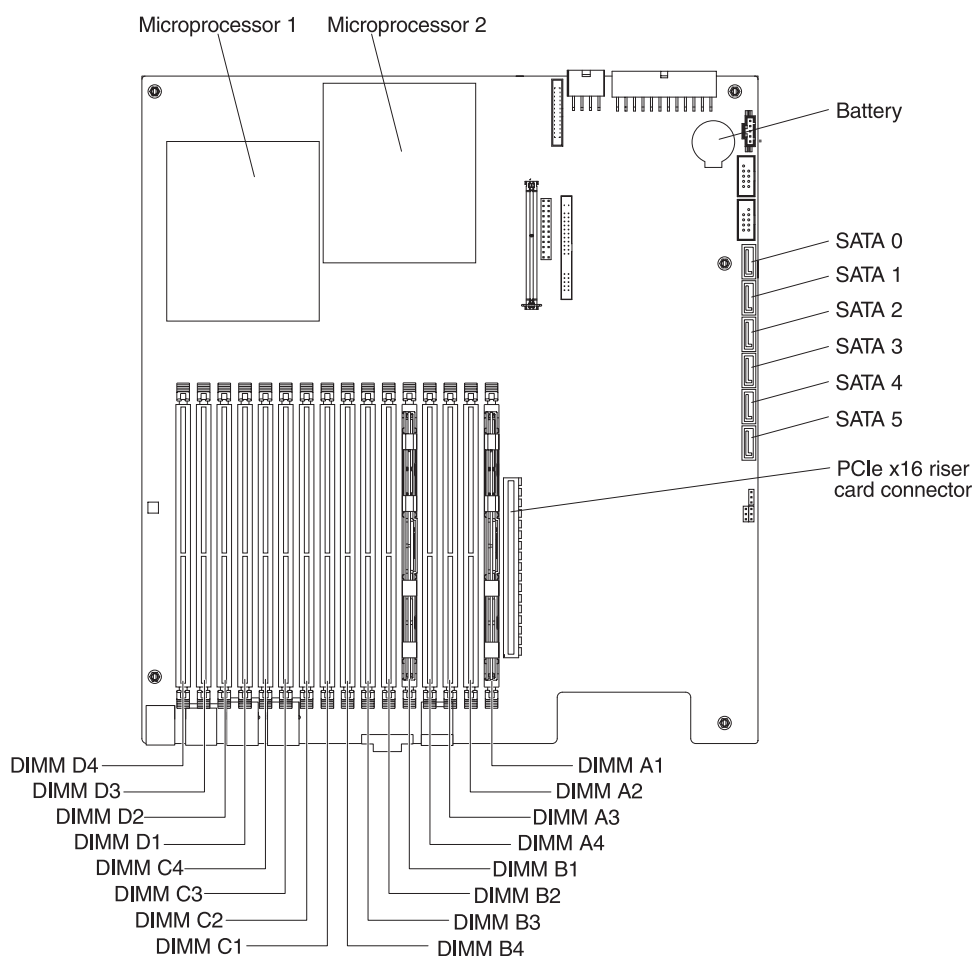 Microprocessor 1
Microprocessor 2
Battery
SATA 0
SATA 1
SATA 2
SATA 3
SATA 4
SATA 5
PCIe x16 riser
card connector
DIMM D4
DIMM D3
DIMM D2
DIMM D1
DIMM C4
DIMM C3
DIMM C2
DIMM C1
DIMM A1
DIMM A2
DIMM A3
DIMM A4
DIMM B1
DIMM B2
DIMM B3
DIMM B4